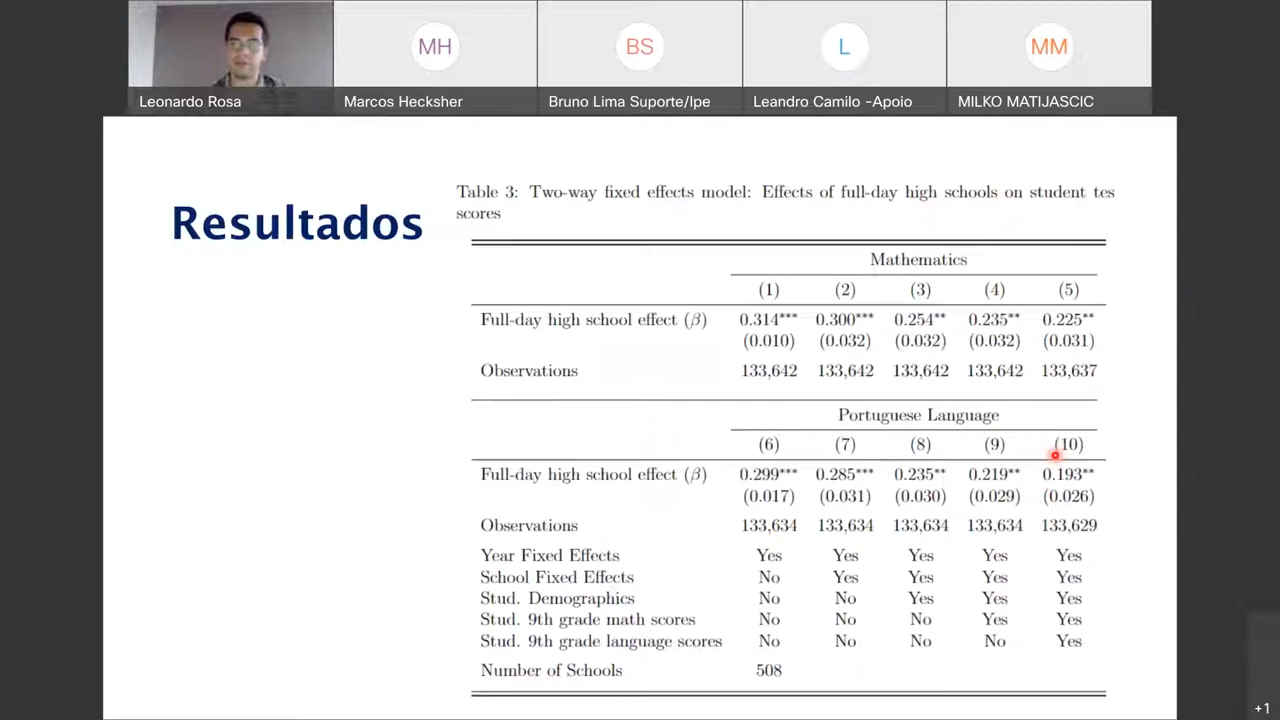 MH
BS
L
MM
Leonardo Rosa
Marcos Hecksher
Bruno Lima Suporte/Ipe
Leandro Camilo -Apoio
MILKO MATIJASCIC
Resultados
Table 3: Two-way fixed effects model: Effects of full-day high schools on student tes
scores
Mathematics
(1) (2) (3) (4) (5)
Full-day high school effect (β) 0.314*** 0.300*** 0.254** 0.235** 0.225**
(0.010) (0.032) (0.032) (0.032) (0.031)
Observations 133,642 133,642 133,642 133,642 133,637
Portuguese Language
(6) (7) (8) (9) (10)
Full-day high school effect (β) 0.299*** 0.285*** 0.235** 0.219** 0.193**
(0.017) (0.031) (0.030) (0.029) (0.026)
Observations 133,634 133,634 133,634 133,634 133,629
Year Fixed Effects Yes Yes Yes Yes Yes
School Fixed Effects No Yes Yes Yes Yes
Stud. Demographics No No Yes Yes Yes
Stud. 9th grade math scores No No No Yes Yes
Stud. 9th grade language scores No No No No Yes
Number of Schools 508
+1